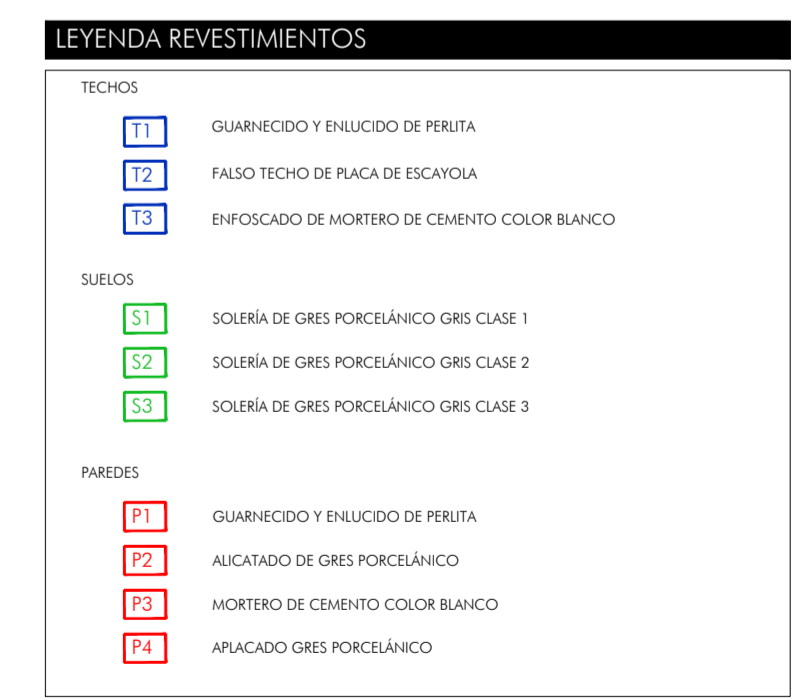 LEYENDA REVESTIMIENTOS
TECHOS
T1 GUARNECIDO Y ENLUCIDO DE PERLITA
T2 FALSO TECHO DE PLACA DE ESCAYOLA
T3 ENFOSCADO DE MORTERO DE CEMENTO COLOR BLANCO
SUELOS
S1 SOLERÍA DE GRES PORCELÁNICO GRIS CLASE 1
S2 SOLERÍA DE GRES PORCELÁNICO GRIS CLASE 2
S3 SOLERÍA DE GRES PORCELÁNICO GRIS CLASE 3
PAREDES
P1 GUARNECIDO Y ENLUCIDO DE PERLITA
P2 ALICATADO DE GRES PORCELÁNICO
P3 MORTERO DE CEMENTO COLOR BLANCO
P4 APLACADO GRES PORCELÁNICO